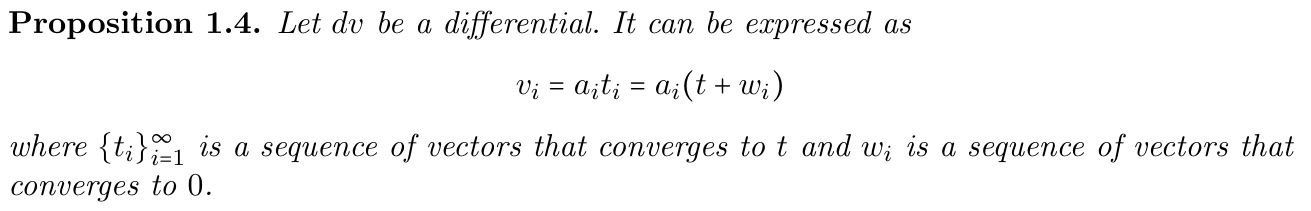 Proposition 1.4. Let dv be a differential. It can be expressed as
v_i = a_i t_i = a_i(t + w_i)
where {t_i}_{i=1}^∞ is a sequence of vectors that converges to t and w_i is a sequence of vectors that
converges to 0.